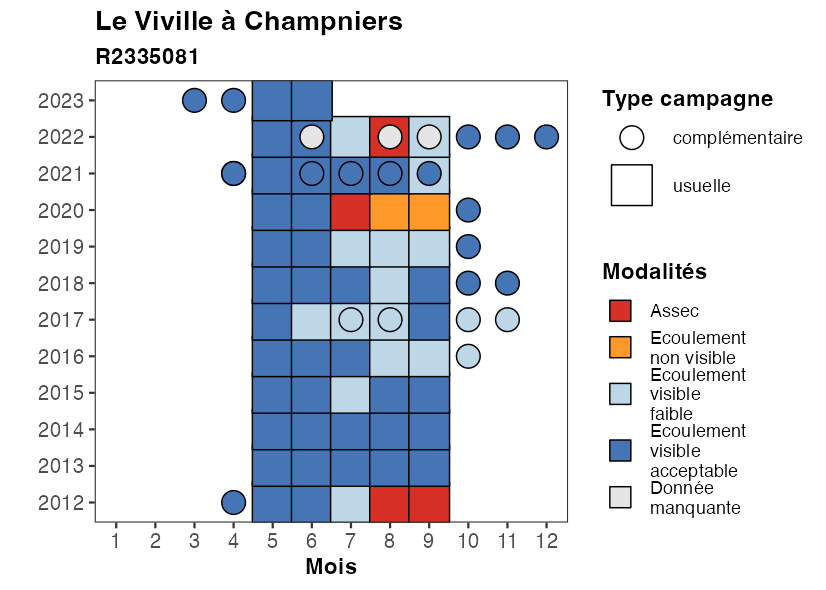 Le Viville à Champniers
R2335081
2023
2022
2021
2020
2019
2018
2017
2016
2015
2014
2013
2012
1 2 3 4 5 6 7 8 9 10 11 12
Mois
Type campagne
complémentaire
usuelle
Modalités
Assec
Ecoulement
non visible
Ecoulement
visible
faible
Ecoulement
visible
acceptable
Donnée
manquante